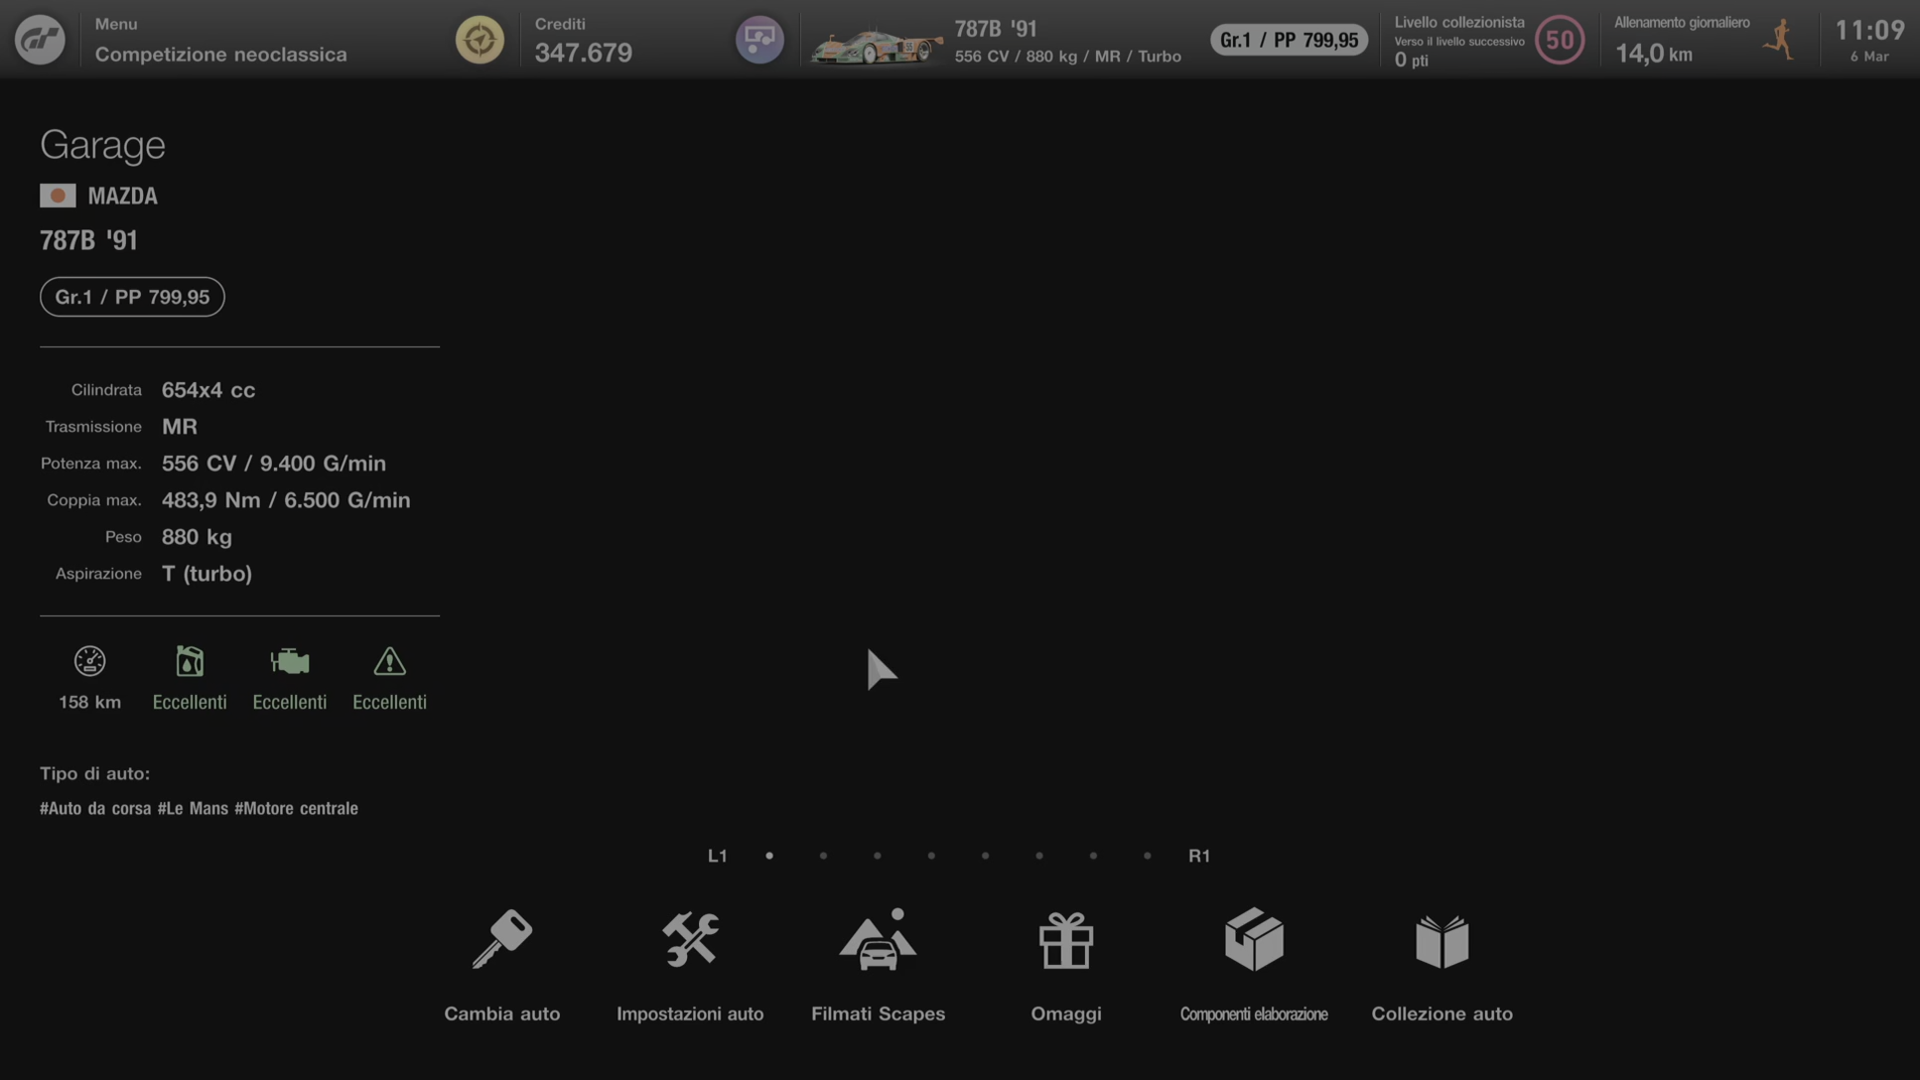 Menu
Competizione neoclassica
Crediti
347.679
787B '91
556 CV / 880 kg / MR / Turbo
Gr.1 / PP 799,95
Livello collezionista
Verso il livello successivo
0 pti
50
Allenamento giornaliero
14,0 km
11:09
6 Mar
Garage
MAZDA
787B '91
Gr.1 / PP 799,95
Cilindrata 654x4 cc
Trasmissione MR
Potenza max. 556 CV / 9.400 G/min
Coppia max. 483,9 Nm / 6.500 G/min
Peso 880 kg
Aspirazione T (turbo)
158 km Eccellenti Eccellenti Eccellenti
Tipo di auto:
#Auto da corsa #Le Mans #Motore centrale
L1 R1
Cambia auto Impostazioni auto Filmati Scapes Omaggi Componenti elaborazione Collezione auto